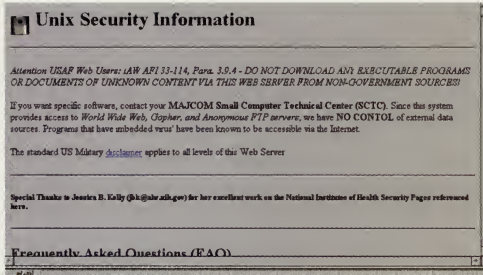 Unix Security Information
Attention USAF Web Users: IAW AFI 33-114, Para. 3.9.4 - DO NOT DOWNLOAD ANY EXECUTABLE PROGRAMS
OR DOCUMENTS OF UNKNOWN CONTENT VIA THIS WEB SERVER FROM NON-GOVERNMENT SOURCES!
If you want specific software, contact your MAJCOM Small Computer Technical Center (SCTC). Since this system
provides access to World Wide Web, Gopher, and Anonymous FTP servers, we have NO CONTOL of external data
sources. Programs that have imbedded virus' have been known to be accessible via the Internet.
The standard US Military disclaimer applies to all levels of this Web Server
Special Thanks to Jessica B. Kelly (jbk@alw.nih.gov) for her excellent work on the National Institutes of Health Security Pages referenced
here.
Frequently Asked Questions (FAQ)